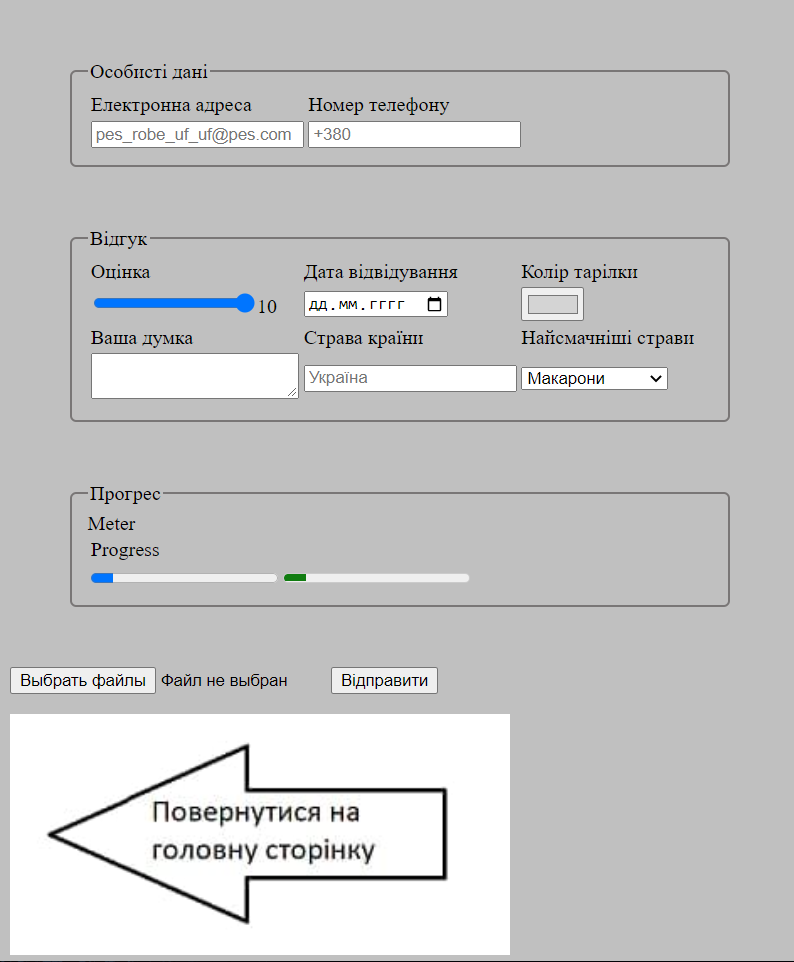 Особисті дані
Електронна адреса Номер телефону
pes_robe_uf_uf@pes.com +380
Відгук
Оцінка Дата відвідування Колір тарілки
10 дд.мм.гггг
Ваша думка Страва країни Найсмачніші страви
Україна Макарони
Прогрес
Meter
Progress
Выбрать файлы Файл не выбран Відправити
Повернутися на
головну сторінку